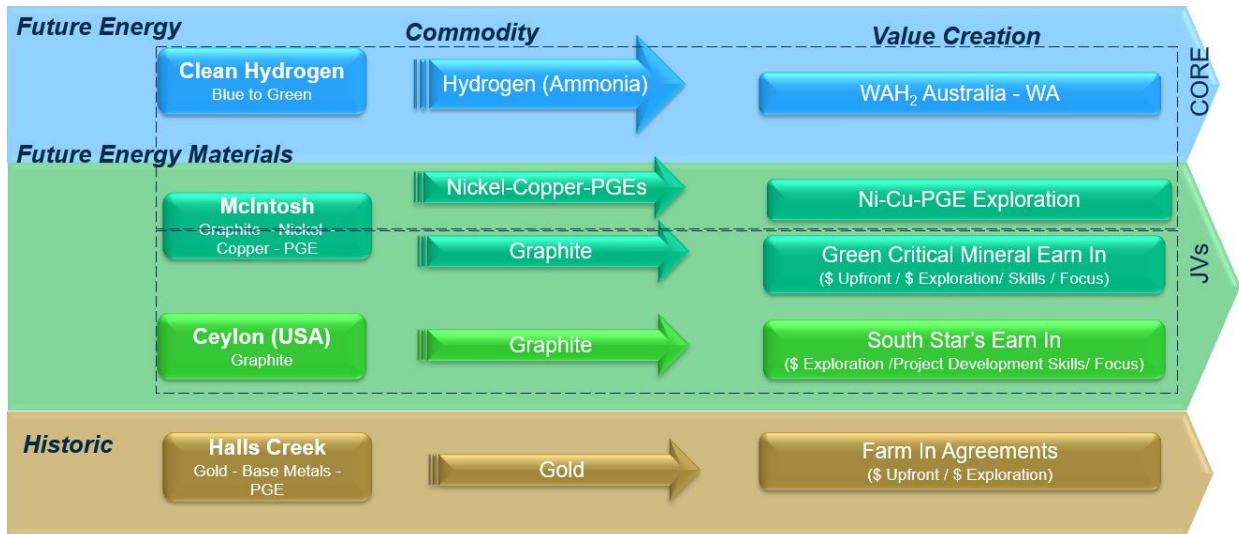 Future Energy
Commodity
Value Creation
Clean Hydrogen
Blue to Green
Hydrogen (Ammonia)
WAH₂ Australia - WA
CORE
Future Energy Materials
McIntosh
Graphite - Nickel -
Copper - PGE
Nickel-Copper-PGEs
Ni-Cu-PGE Exploration
Graphite
Green Critical Mineral Earn In
($ Upfront / $ Exploration/ Skills / Focus)
JVs
Ceylon (USA)
Graphite
Graphite
South Star's Earn In
($ Exploration /Project Development Skills/ Focus)
Historic
Halls Creek
Gold - Base Metals -
PGE
Gold
Farm In Agreements
($ Upfront / $ Exploration)